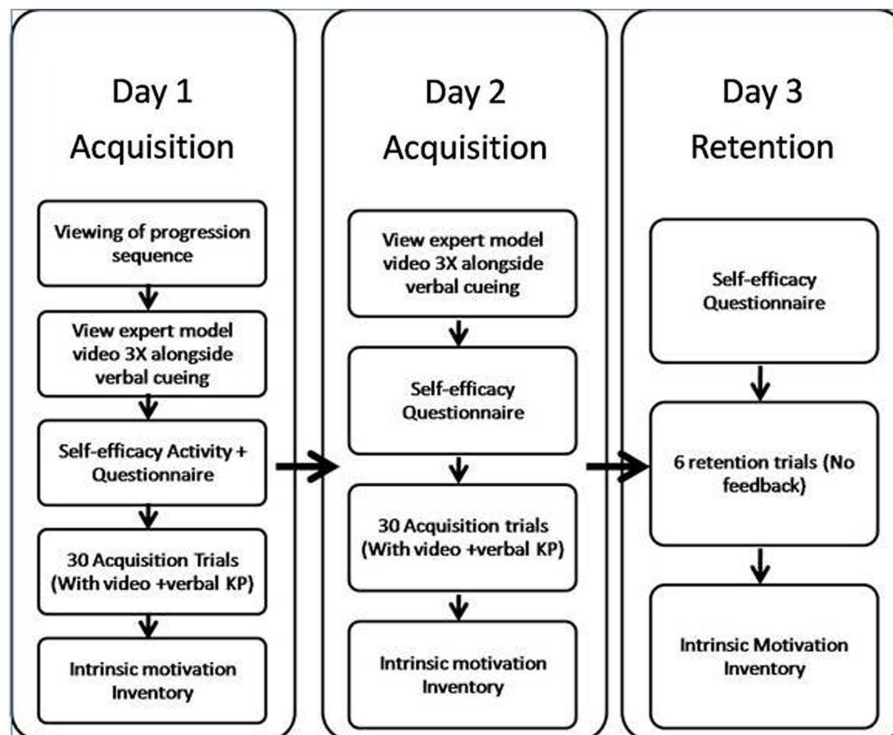 Day 1
Acquisition
Viewing of progression
sequence
View expert model
video 3X alongside
verbal cueing
Self-efficacy Activity +
Questionnaire
30 Acquisition Trials
(With video +verbal KP)
Intrinsic motivation
Inventory
Day 2
Acquisition
View expert model
video 3X alongside
verbal cueing
Self-efficacy
Questionnaire
30 Acquisition trials
(With video +verbal KP)
Intrinsic motivation
Inventory
Day 3
Retention
Self-efficacy
Questionnaire
6 retention trials (No
feedback)
Intrinsic Motivation
Inventory